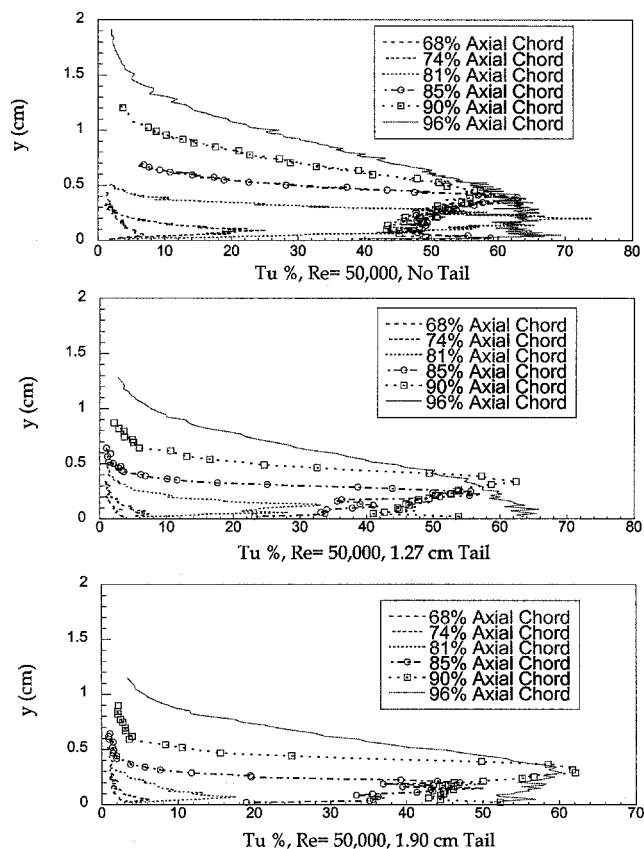 2
1.5
1
0.5
0
y (cm)
68% Axial Chord
74% Axial Chord
81% Axial Chord
85% Axial Chord
90% Axial Chord
96% Axial Chord
0 10 20 30 40 50 60 70 80
Tu %, Re= 50,000, No Tail
2
1.5
1
0.5
0
y (cm)
68% Axial Chord
74% Axial Chord
81% Axial Chord
85% Axial Chord
90% Axial Chord
96% Axial Chord
0 10 20 30 40 50 60 70 80
Tu %, Re= 50,000, 1.27 cm Tail
2
1.5
1
0.5
0
y (cm)
68% Axial Chord
74% Axial Chord
81% Axial Chord
85% Axial Chord
90% Axial Chord
96% Axial Chord
0 10 20 30 40 50 60 70
Tu %, Re= 50,000, 1.90 cm Tail